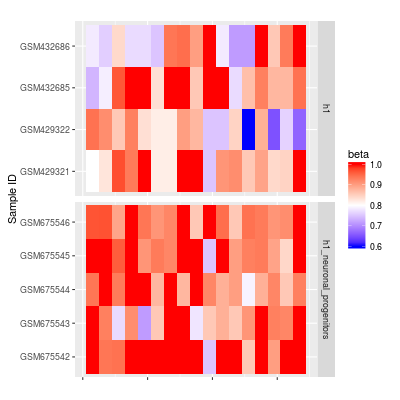 GSM432686
GSM432685
GSM429322
GSM429321
GSM675546
GSM675545
GSM675544
GSM675543
GSM675542
Sample ID
h1
h1_neuronal_progenitors
beta
1.0
0.9
0.8
0.7
0.6